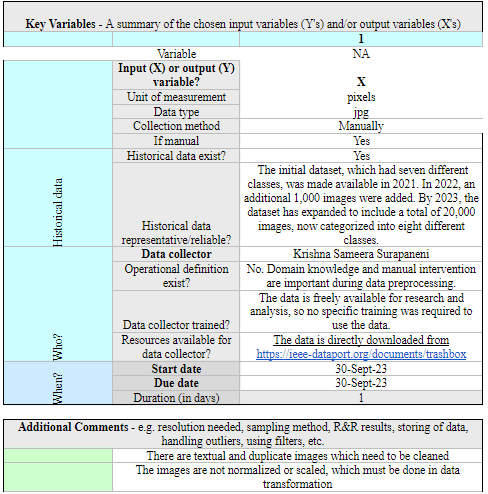 Key Variables - A summary of the chosen input variables (Y's) and/or output variables (X's)
1
Variable
NA
Input (X) or output (Y)
variable?
X
Unit of measurement
pixels
Data type
jpg
Collection method
Manually
If manual
Yes
Historical data
Historical data exist?
Yes
Historical data
representative/reliable?
The initial dataset, which had seven different
classes, was made available in 2021. In 2022, an
additional 1,000 images were added. By 2023, the
dataset has expanded to include a total of 20,000
images, now categorized into eight different
classes.
Who?
Data collector
Krishna Sameera Surapaneni
Operational definition
exist?
No. Domain knowledge and manual intervention
are important during data preprocessing.
Data collector trained?
The data is freely available for research and
analysis, so no specific training was required to
use the data.
Resources available for
data collector?
The data is directly downloaded from
https://ieee-dataport.org/documents/trashbox
When?
Start date
30-Sept-23
Due date
30-Sept-23
Duration (in days)
1
Additional Comments - e.g. resolution needed, sampling method, R&R results, storing of data,
handling outliers, using filters, etc.
There are textual and duplicate images which need to be cleaned
The images are not normalized or scaled, which must be done in data
transformation